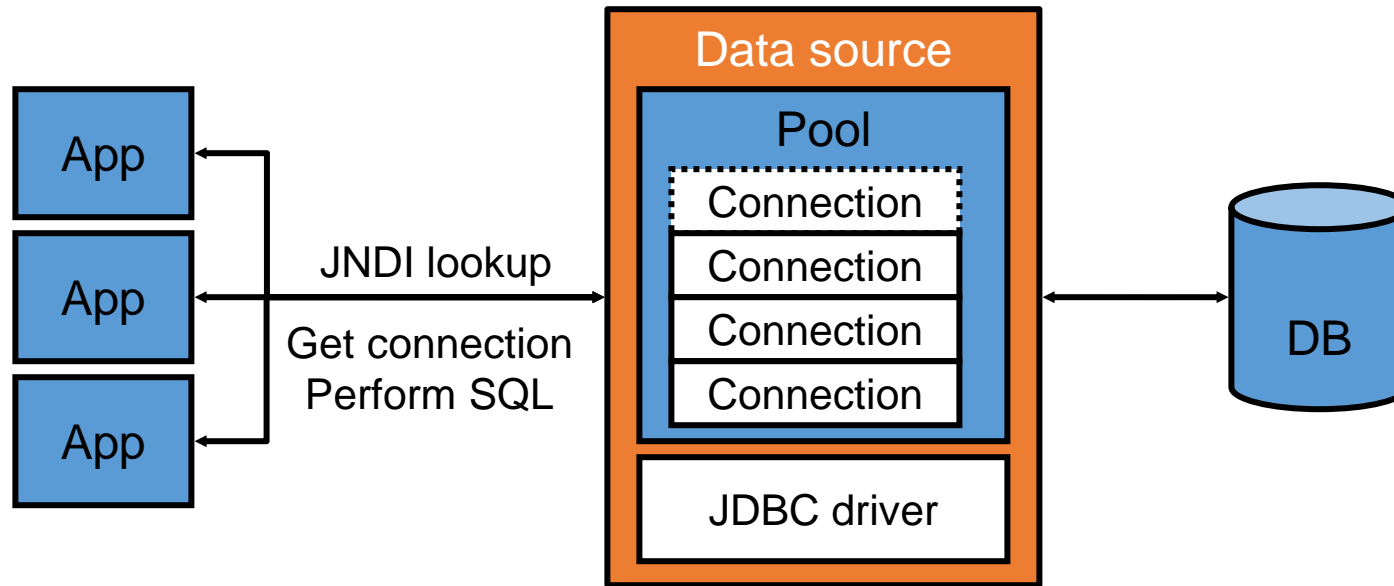 App
App
App
JNDI lookup
Get connection
Perform SQL
Data source
Pool
Connection
Connection
Connection
Connection
JDBC driver
DB